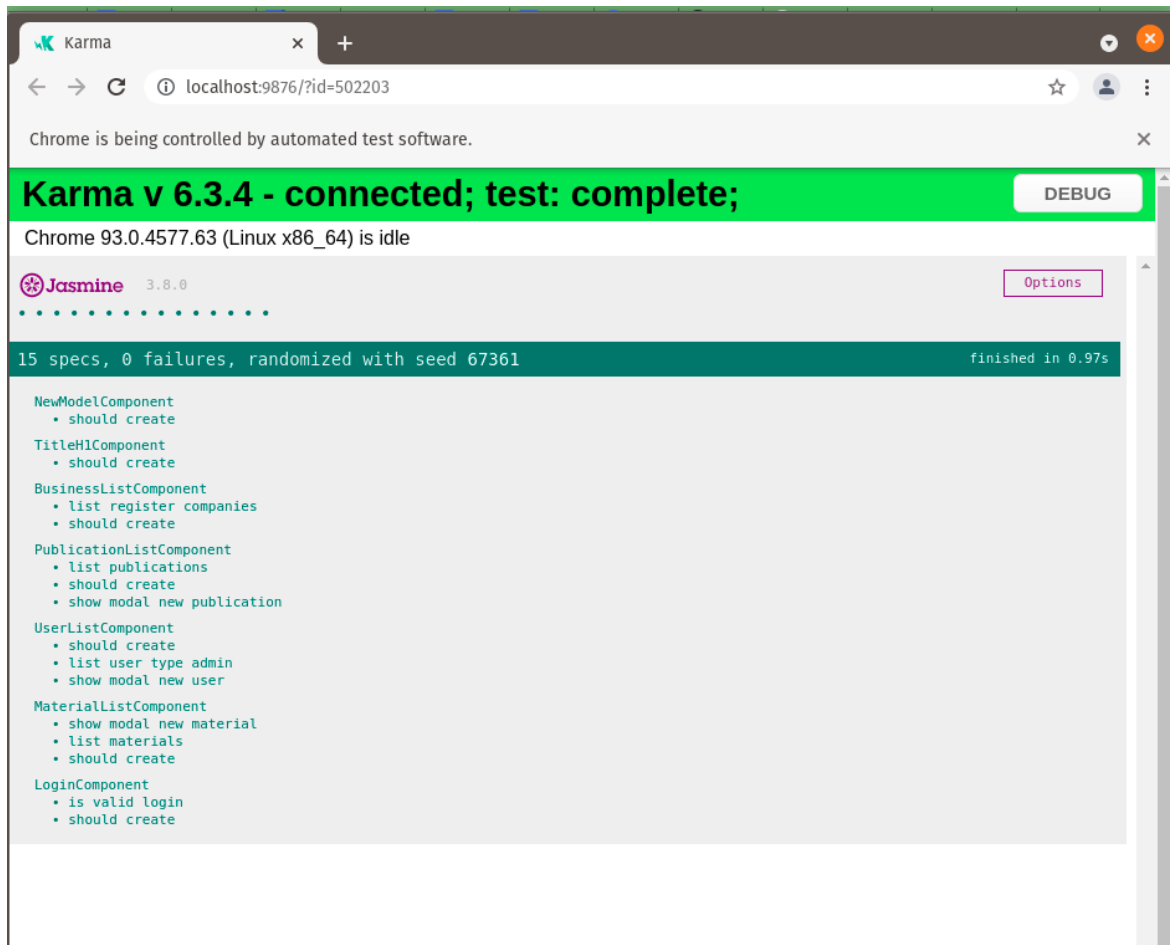 Karma
localhost:9876/?id=502203
Chrome is being controlled by automated test software.
Karma v 6.3.4 - connected; test: complete;
DEBUG
Chrome 93.0.4577.63 (Linux x86_64) is idle
Jasmine 3.8.0
Options
15 specs, 0 failures, randomized with seed 67361
finished in 0.97s
NewModelComponent
• should create
TitleH1Component
• should create
BusinessListComponent
• list register companies
• should create
PublicationListComponent
• list publications
• should create
• show modal new publication
UserListComponent
• should create
• list user type admin
• show modal new user
MaterialListComponent
• show modal new material
• list materials
• should create
LoginComponent
• is valid login
• should create